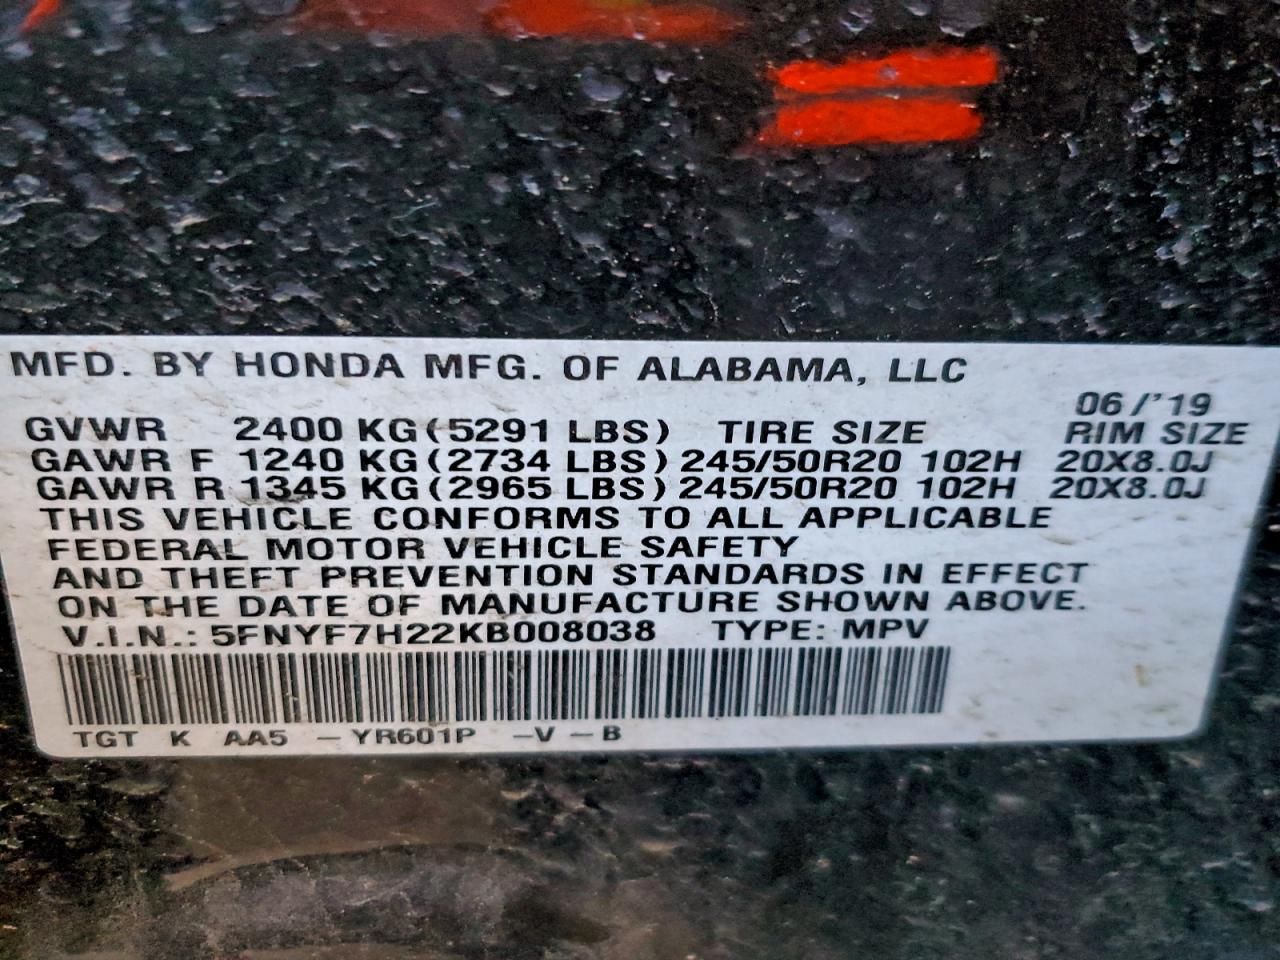 MFD. BY HONDA MFG. OF ALABAMA, LLC
06/'19
GVWR 2400 KG(5291 LBS) TIRE SIZE RIM SIZE
GAWR F 1240 KG(2734 LBS) 245/50R20 102H 20X8.0J
GAWR R 1345 KG(2965 LBS) 245/50R20 102H 20X8.0J
THIS VEHICLE CONFORMS TO ALL APPLICABLE
FEDERAL MOTOR VEHICLE SAFETY
AND THEFT PREVENTION STANDARDS IN EFFECT
ON THE DATE OF MANUFACTURE SHOWN ABOVE.
V.I.N.: 5FNYF7H22KB008038 TYPE: MPV
TGT K AA5 -YR601P -V-B